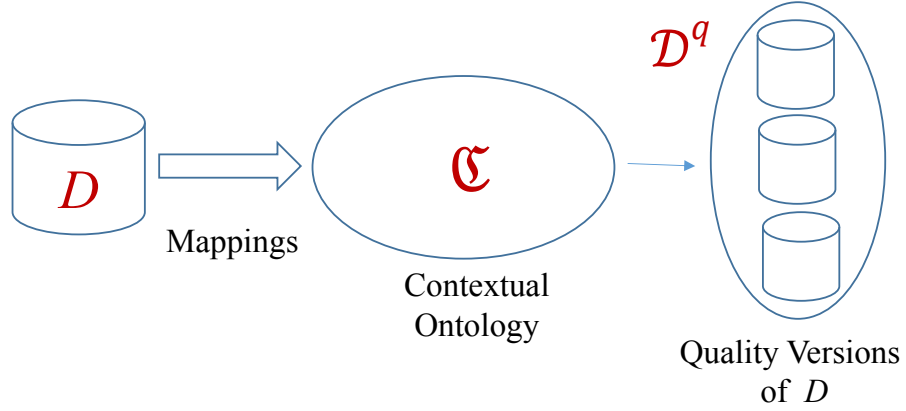 D
Mappings
ℭ
Contextual
Ontology
𝒟^q
Quality Versions
of D